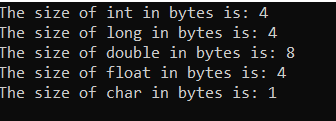 The size of int in bytes is: 4
The size of long in bytes is: 4
The size of double in bytes is: 8
The size of float in bytes is: 4
The size of char in bytes is: 1